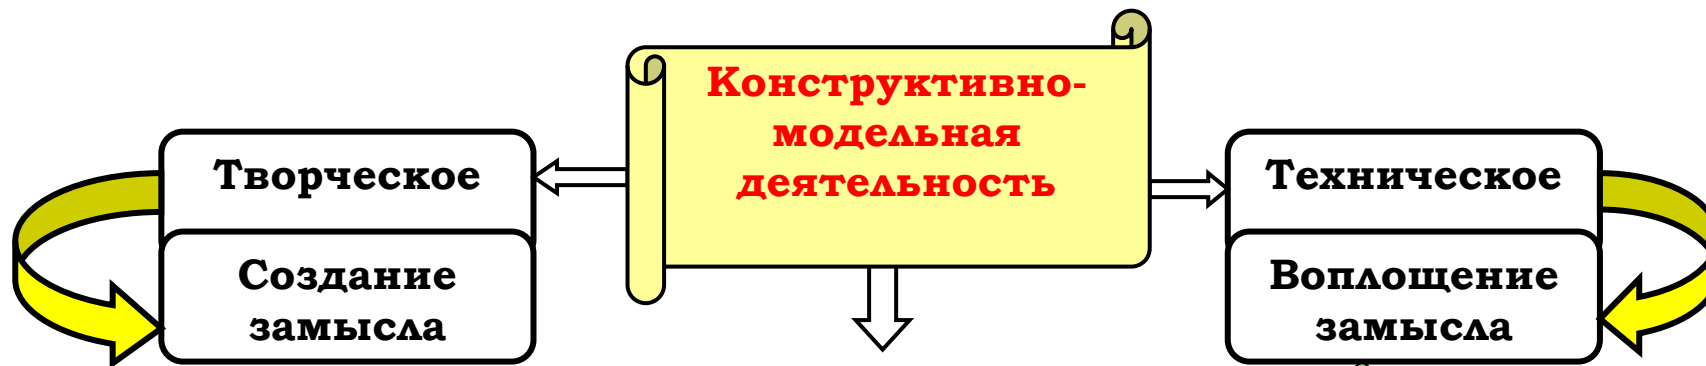 Конструктивно-
модельная
деятельность
Творческое
Создание
замысла
Техническое
Воплощение
замысла